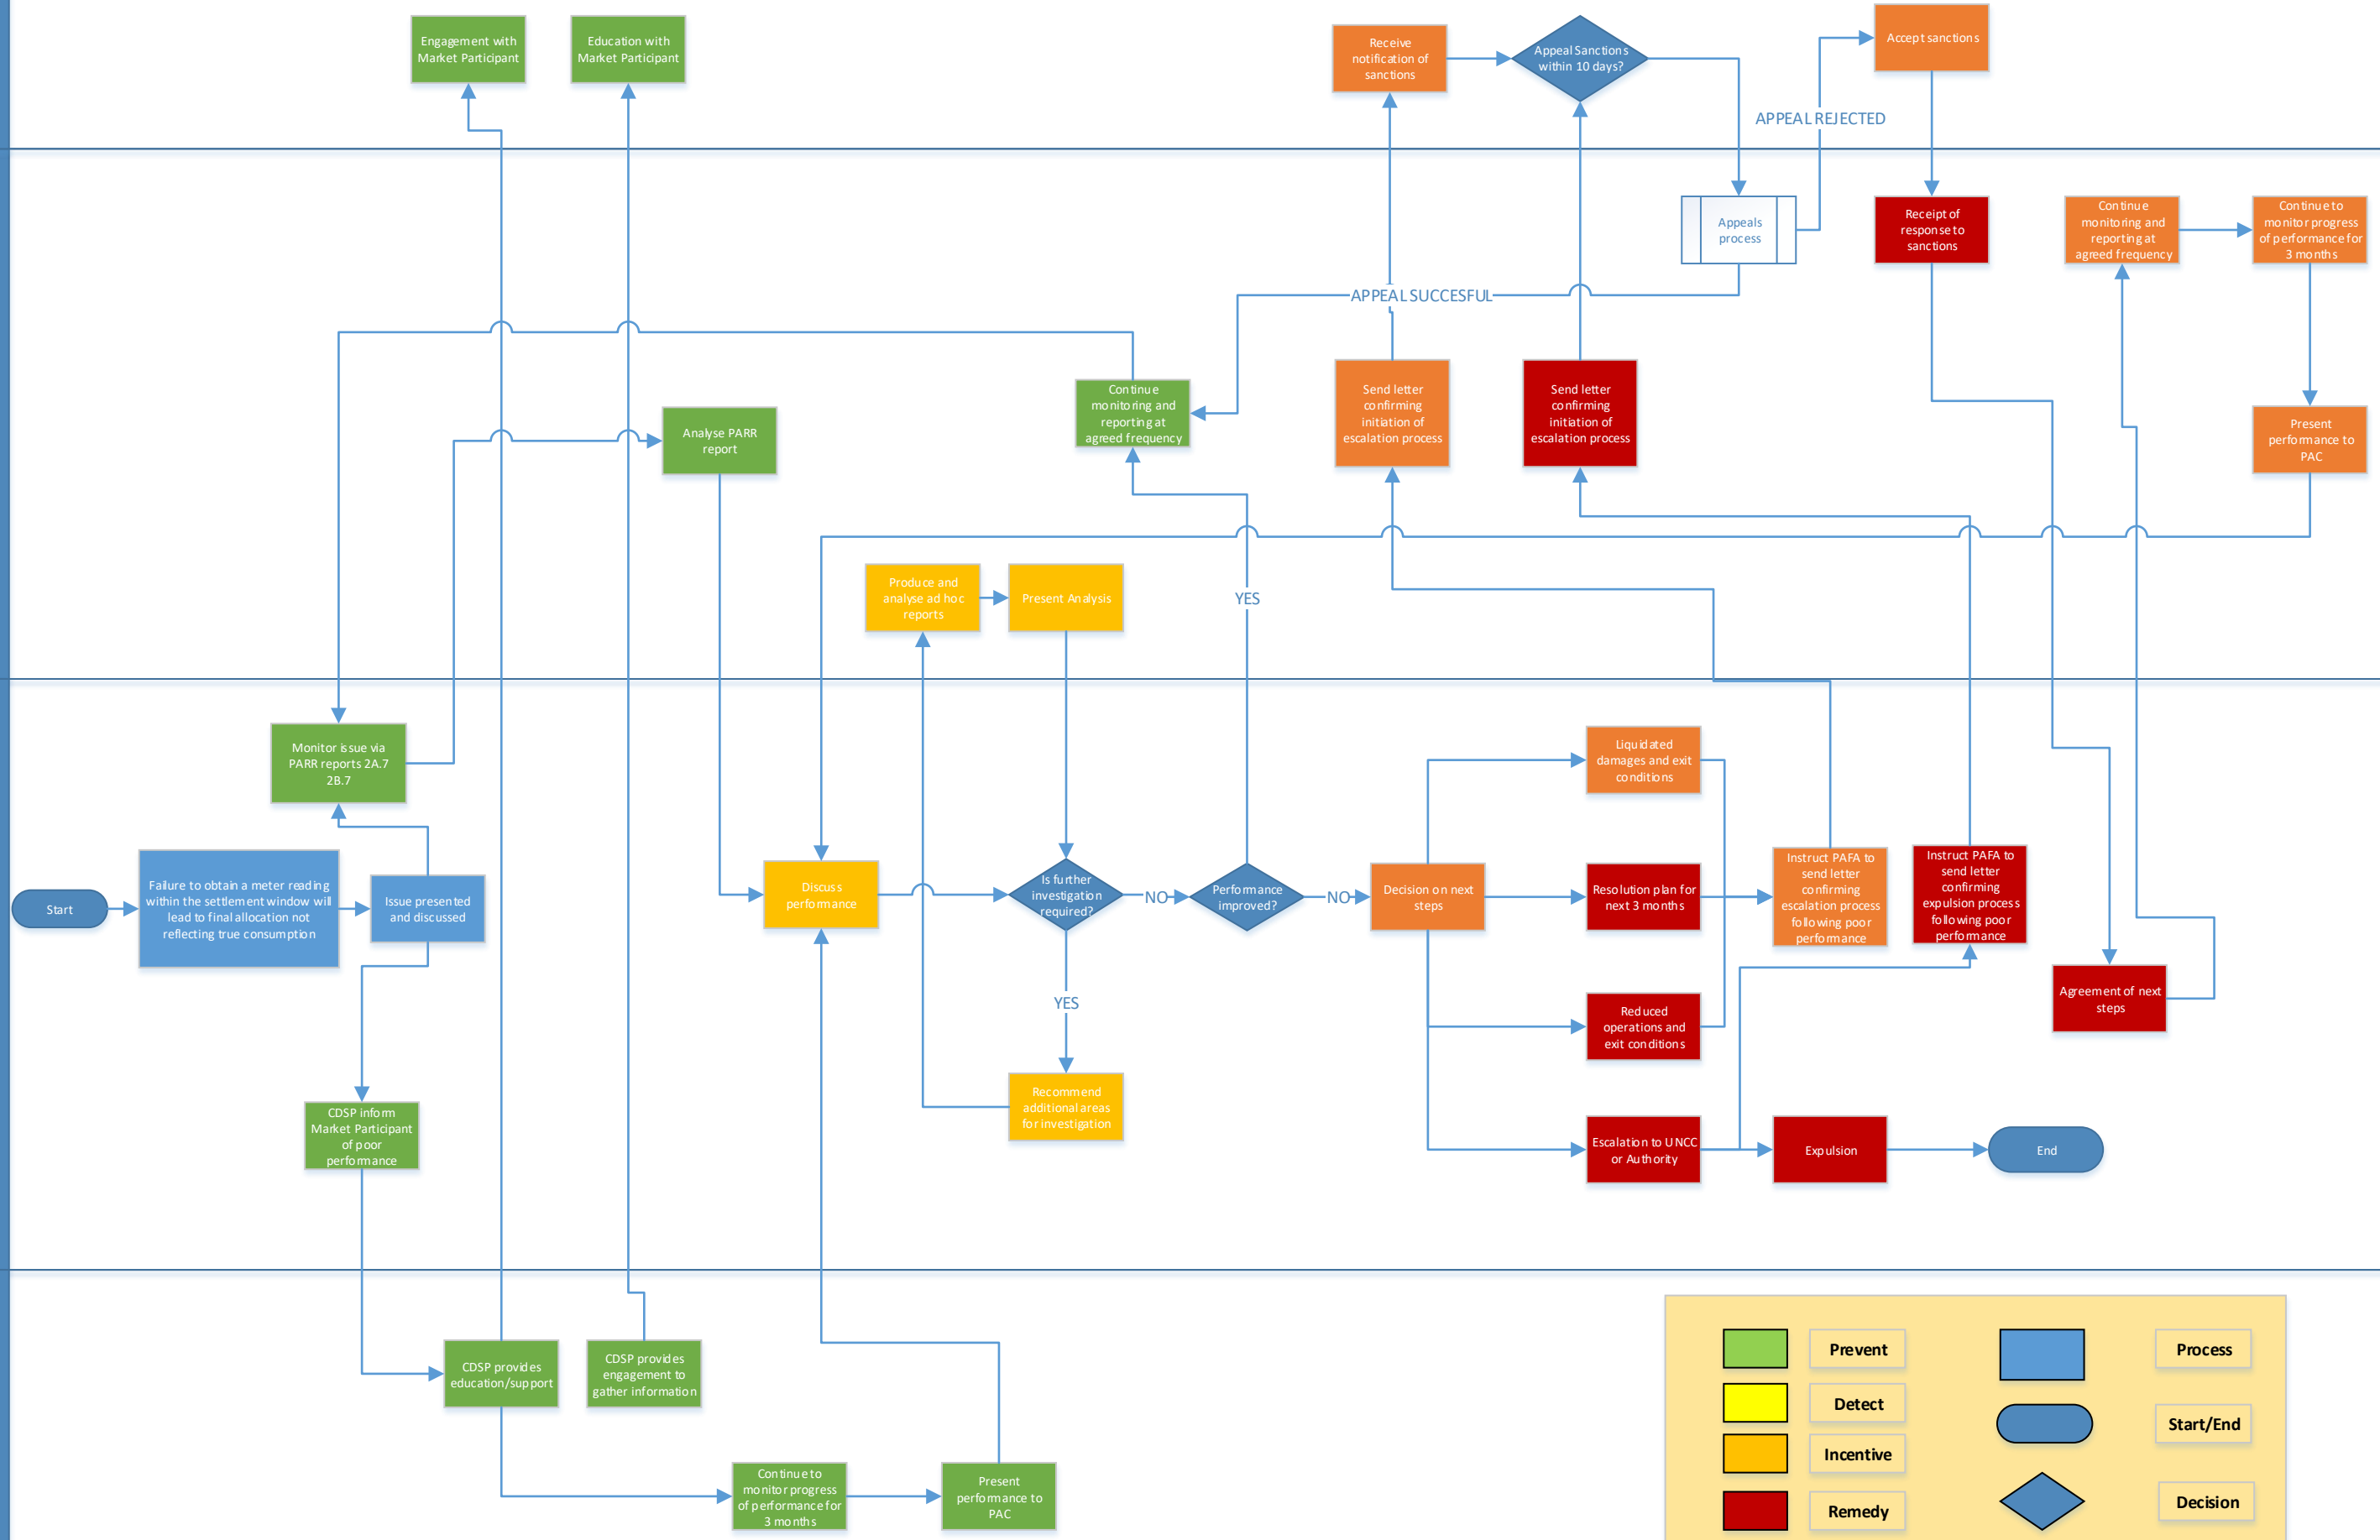 Engagement with
Market Participant
Education with
Market Participant
Receive
notification of
sanctions
Appeal Sanctions
within 10 days?
Accept sanctions
APPEAL REJECTED
Appeals
process
Receipt of
response to
sanctions
Continue
monitoring and
reporting at
agreed frequency
Continue to
monitor progress
of performance for
3 months
APPEAL SUCCESFUL
Continue
monitoring and
reporting at
agreed frequency
Send letter
confirming
initiation of
escalation process
Send letter
confirming
initiation of
escalation process
Analyse PARR
report
Present
performance to
PAC
Produce and
analyse ad hoc
reports
Present Analysis
YES
Monitor issue via
PARR reports 2A.7
2B.7
Liquidated
damages and exit
conditions
Start
Failure to obtain a meter reading
within the settlement window will
lead to final allocation not
reflecting true consumption
Issue presented
and discussed
Discuss
performance
Is further
investigation
required?
NO
Performance
improved?
NO
Decision on next
steps
Resolution plan for
next 3 months
Instruct PAFA to
send letter
confirming
escalation process
following poor
performance
Instruct PAFA to
send letter
confirming
expulsion process
following poor
performance
YES
Reduced
operations and
exit conditions
Agreement of next
steps
Recommend
additional areas
for investigation
CDSP inform
Market Participant
of poor
performance
Escalation to UNCC
or Authority
Expulsion
End
CDSP provides
education/support
CDSP provides
engagement to
gather information
Continue to
monitor progress
of performance for
3 months
Present
performance to
PAC
Prevent
Process
Detect
Start/End
Incentive
Remedy
Decision